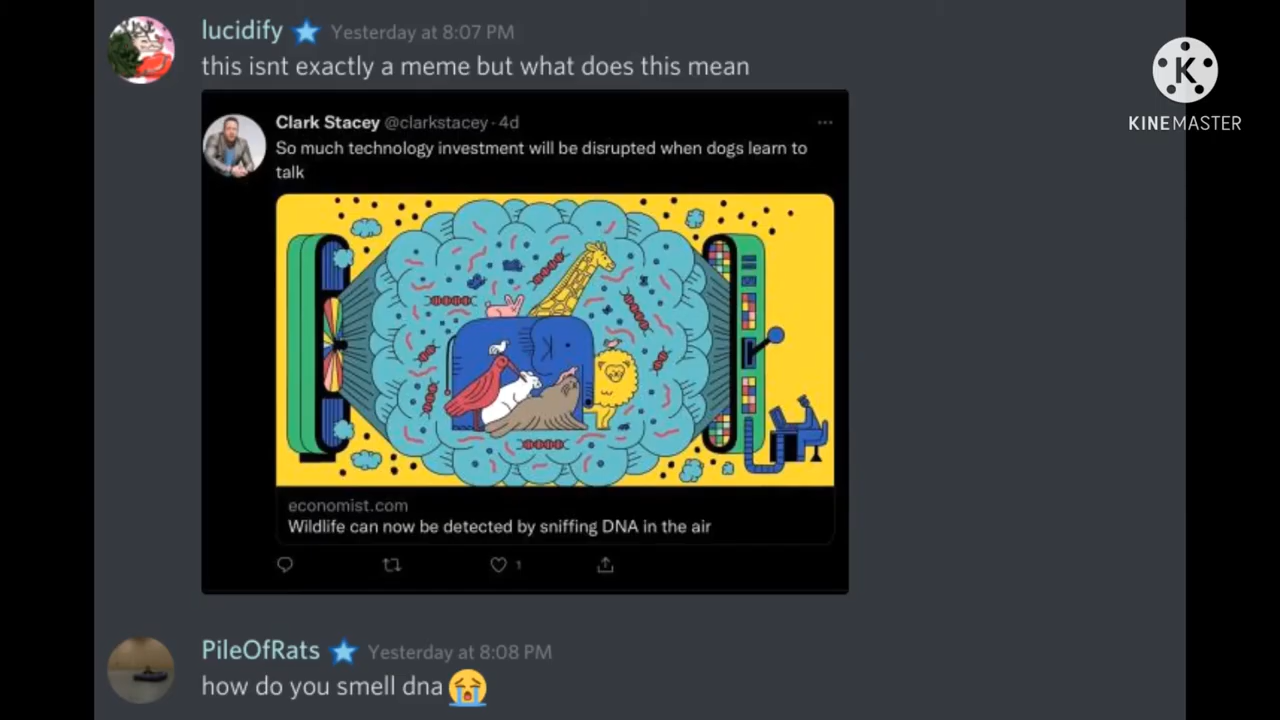 lucidify Yesterday at 8:07 PM
this isnt exactly a meme but what does this mean
K
KINEMASTER
Clark Stacey @clarkstacey · 4d
So much technology investment will be disrupted when dogs learn to
talk
economist.com
Wildlife can now be detected by sniffing DNA in the air
1
PileOfRats Yesterday at 8:08 PM
how do you smell dna 😭